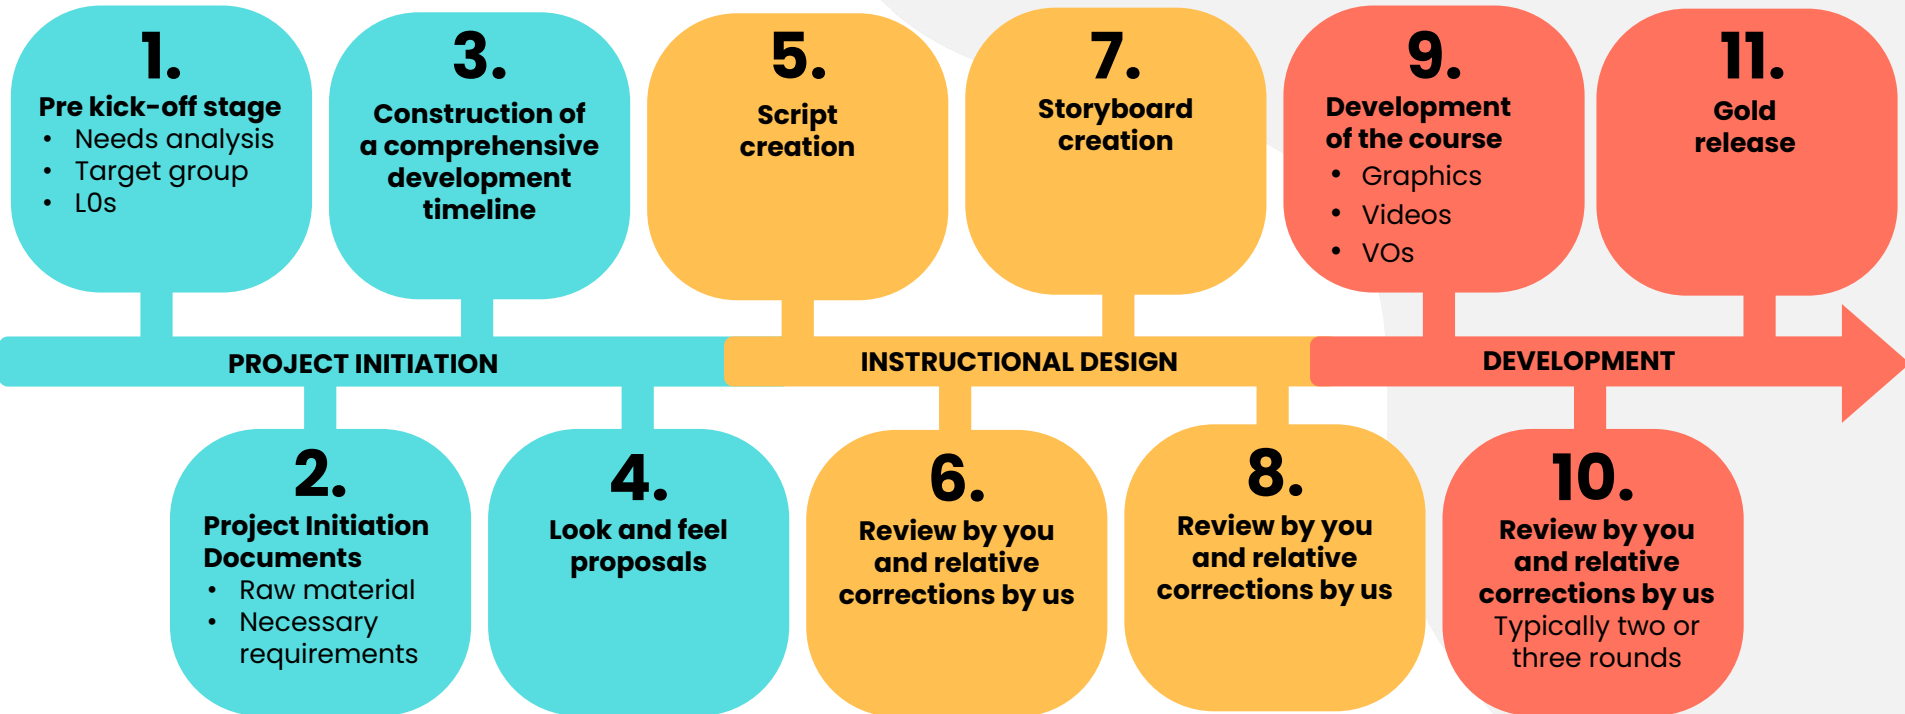 1.
Pre kick-off stage
• Needs analysis
• Target group
• L0s
2.
Project Initiation
Documents
• Raw material
• Necessary
requirements
3.
Construction of
a comprehensive
development
timeline
4.
Look and feel
proposals
PROJECT INITIATION
5.
Script
creation
6.
Review by you
and relative
corrections by us
7.
Storyboard
creation
8.
Review by you
and relative
corrections by us
INSTRUCTIONAL DESIGN
9.
Development
of the course
• Graphics
• Videos
• VOs
10.
Review by you
and relative
corrections by us
Typically two or
three rounds
11.
Gold
release
DEVELOPMENT